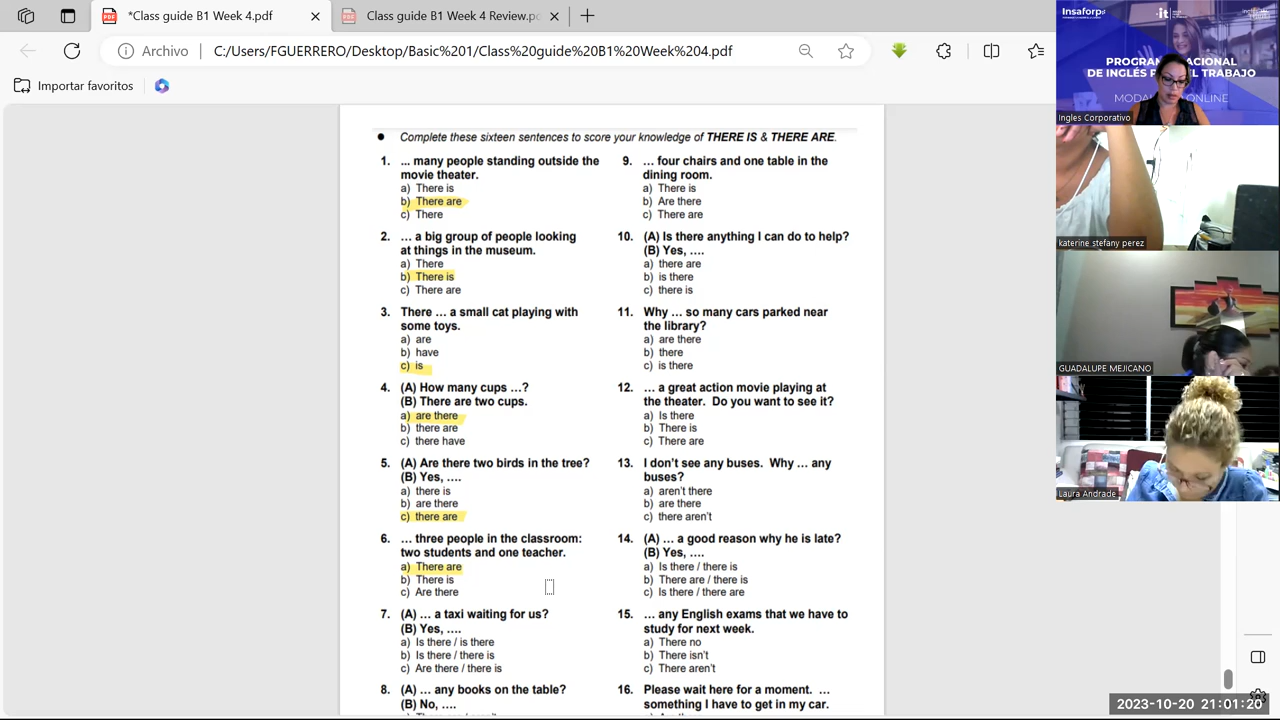 *Class guide B1 Week 4.pdf
Class guide B1 Week 4 Review.pdf
Archivo
C:/Users/FGUERRERO/Desktop/Basic%201/Class%20guide%20B1%20Week%204.pdf
Importar favoritos
Complete these sixteen sentences to score your knowledge of THERE IS & THERE ARE.
1. ... many people standing outside the
movie theater.
a) There is
b) There are
c) There
2. ... a big group of people looking
at things in the museum.
a) There
b) There is
c) There are
3. There ... a small cat playing with
some toys.
a) are
b) have
c) is
4. (A) How many cups ...?
(B) There are two cups.
a) are there
b) there are
c) there have
5. (A) Are there two birds in the tree?
(B) Yes, ....
a) there is
b) are there
c) there are
6. ... three people in the classroom:
two students and one teacher.
a) There are
b) There is
c) Are there
7. (A) ... a taxi waiting for us?
(B) Yes, ....
a) Is there / is there
b) Is there / there is
c) Are there / there is
8. (A) ... any books on the table?
(B) No, ....
9. ... four chairs and one table in the
dining room.
a) There is
b) Are there
c) There are
10. (A) Is there anything I can do to help?
(B) Yes, ....
a) there are
b) is there
c) there is
11. Why ... so many cars parked near
the library?
a) are there
b) there
c) is there
12. ... a great action movie playing at
the theater. Do you want to see it?
a) Is there
b) There is
c) There are
13. I don't see any buses. Why ... any
buses?
a) aren't there
b) are there
c) there aren't
14. (A) ... a good reason why he is late?
(B) Yes, ....
a) Is there / there is
b) There are / there is
c) Is there / there are
15. ... any English exams that we have to
study for next week.
a) There no
b) There isn't
c) There aren't
16. Please wait here for a moment. ...
something I have to get in my car.
Insaforp
it
DE INGLÉS
TRABAJO
Ingles Corporativo
katerine stefany perez
GUADALUPE MEJICANO
Laura Andrade
2023-10-20 21:01:20